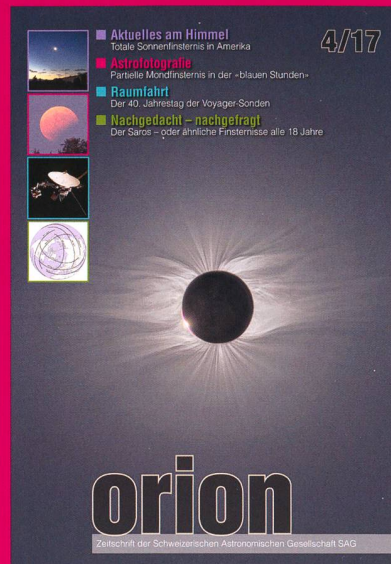 Aktuelles am Himmel
Totale Sonnenfinsternis in Amerika
4/17
Astrofotografie
Partielle Mondfinsternis in der «blauen Stunden»
Raumfahrt
Der 40. Jahrestag der Voyager-Sonden
Nachgedacht – nachgefragt
Der Saros – oder ähnliche Finsternisse alle 18 Jahre
orion
Zeitschrift der Schweizerischen Astronomischen Gesellschaft SAG